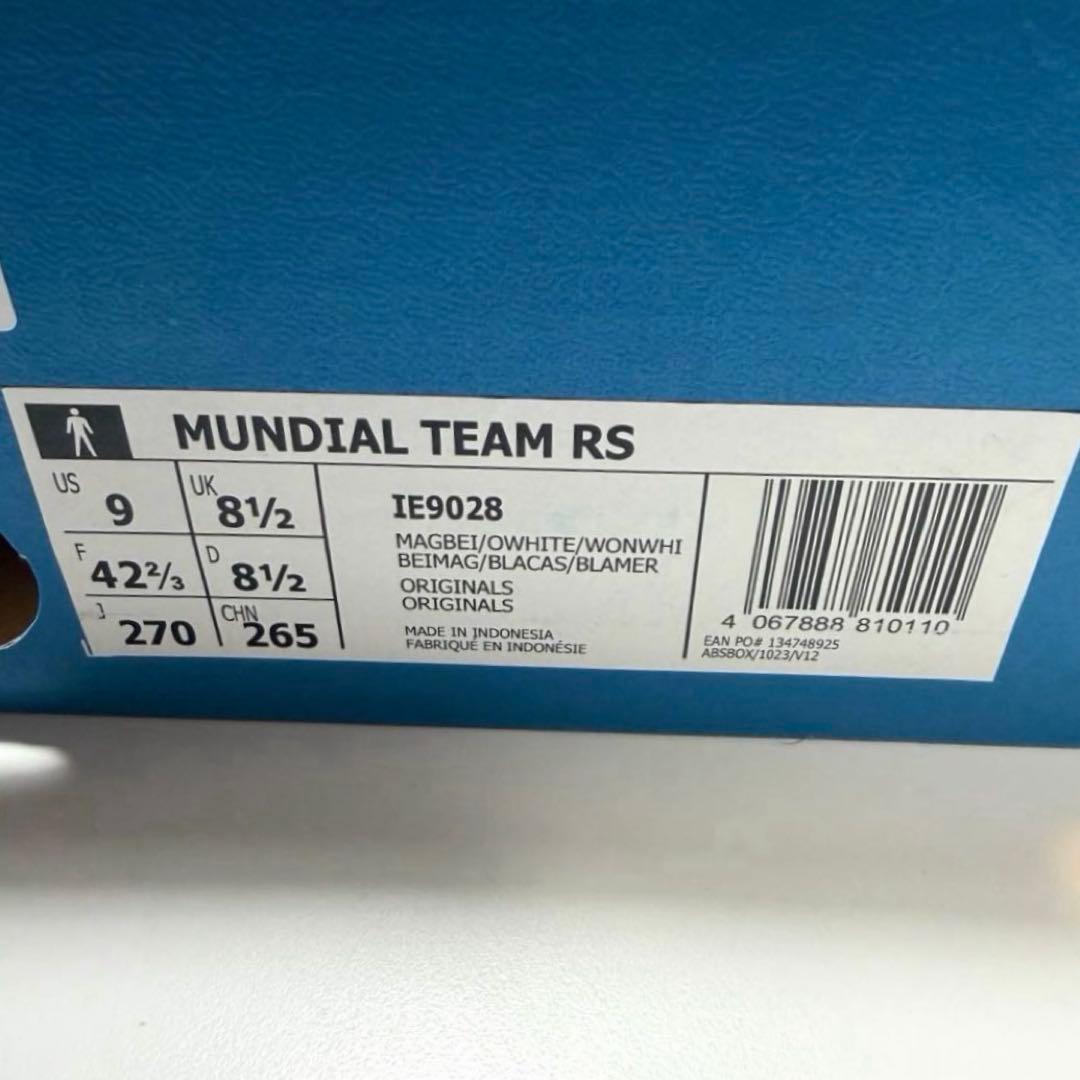 MUNDIAL TEAM RS
US 9 UK 8½
F 42⅔ D 8½
J 270 CHN 265
IE9028
MAGBEI/OWHITE/WONWHI
BEIMAG/BLACAS/BLAMER
ORIGINALS
ORIGINALS
MADE IN INDONESIA
FABRIQUÉ EN INDONÉSIE
4 067888 810110
EAN PO# 134748925
ABSBOX/1023/V12